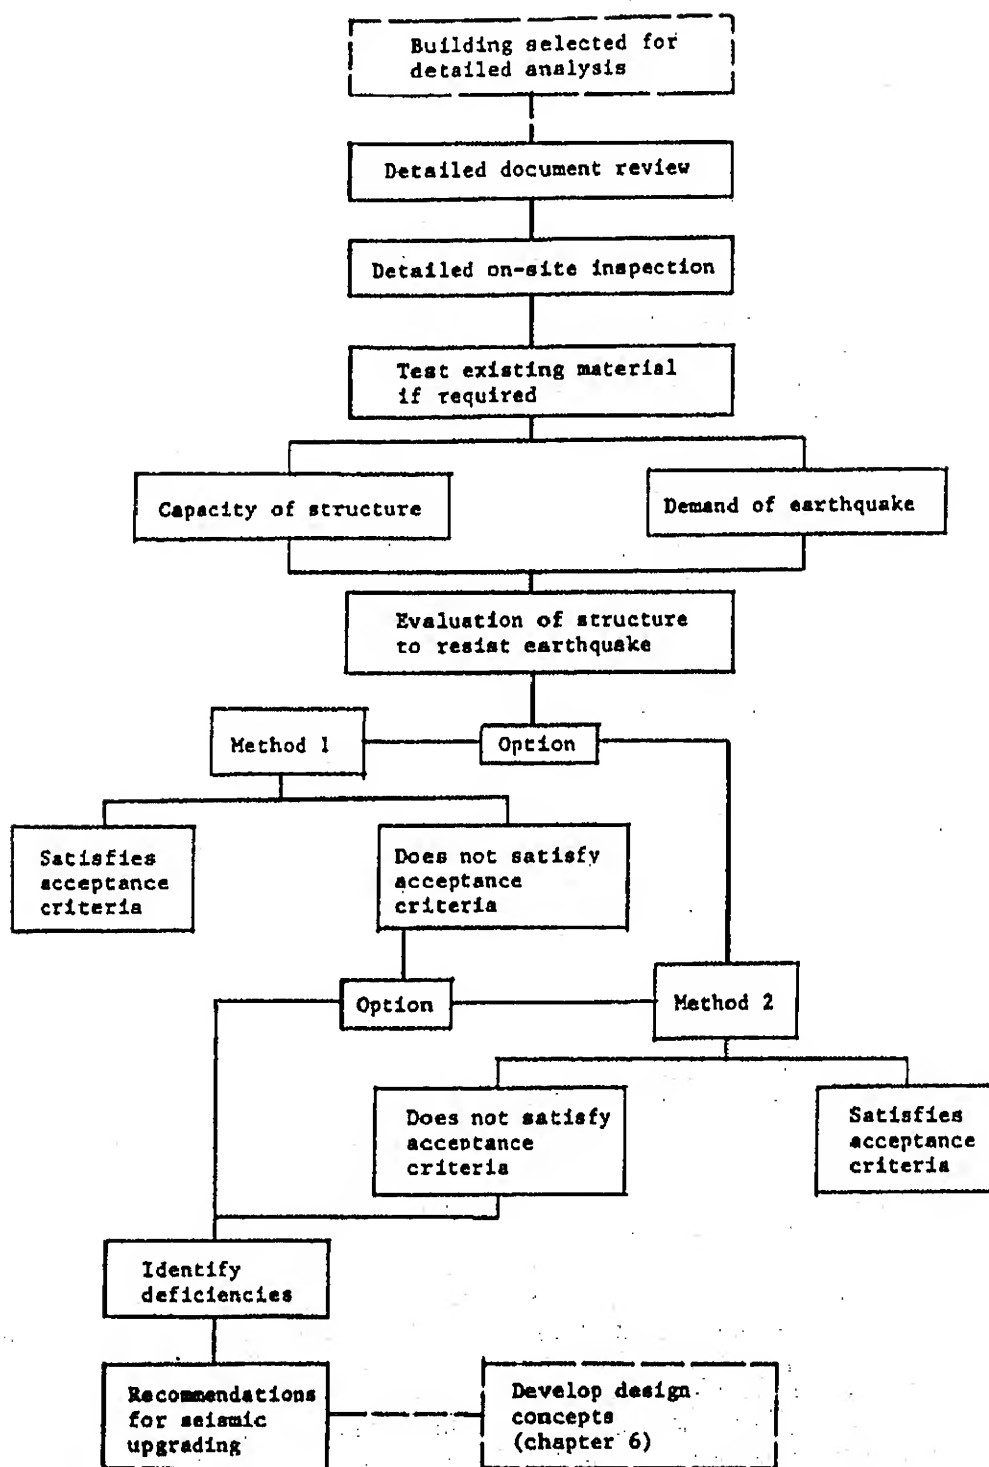 Building selected for
detailed analysis
Detailed document review
Detailed on-site inspection
Test existing material
if required
Capacity of structure
Demand of earthquake
Evaluation of structure
to resist earthquake
Method 1
Option
Satisfies
acceptance
criteria
Does not satisfy
acceptance
criteria
Option
Method 2
Does not satisfy
acceptance
criteria
Satisfies
acceptance
criteria
Identify
deficiencies
Recommendations
for seismic
upgrading
Develop design
concepts
(chapter 6)